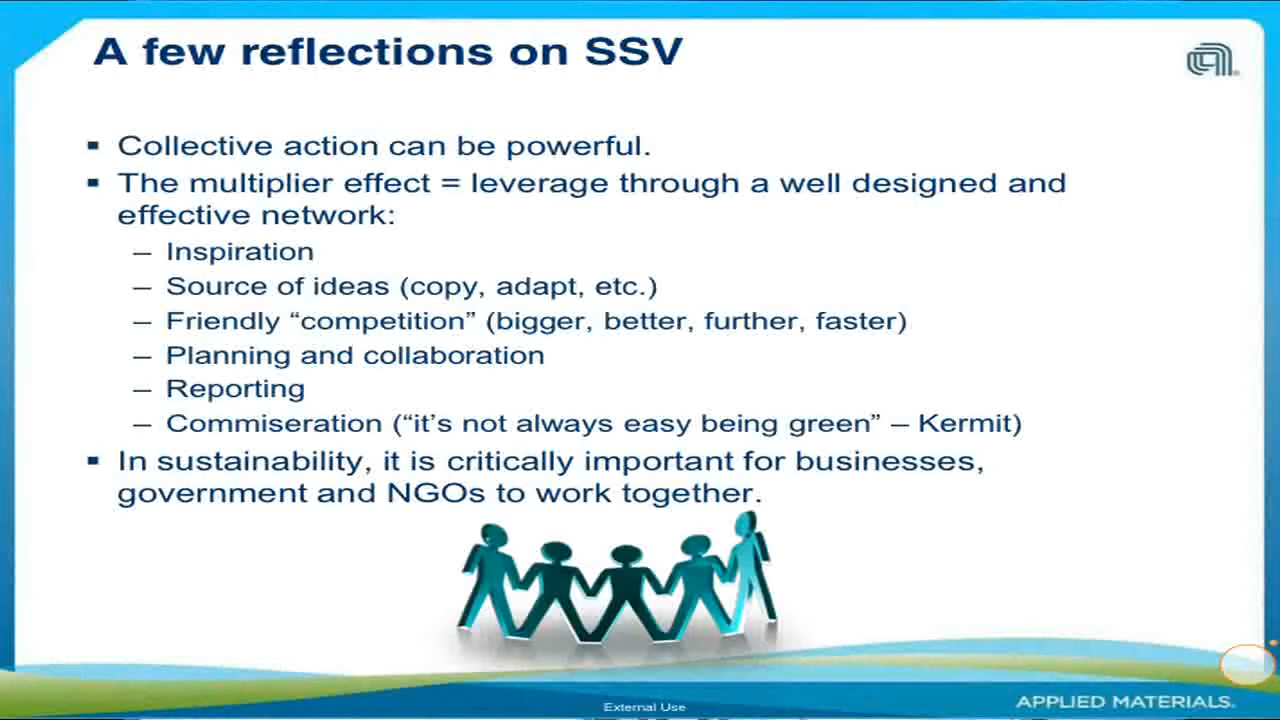 A few reflections on SSV
▪ Collective action can be powerful.
▪ The multiplier effect = leverage through a well designed and
effective network:
– Inspiration
– Source of ideas (copy, adapt, etc.)
– Friendly “competition” (bigger, better, further, faster)
– Planning and collaboration
– Reporting
– Commiseration (“it’s not always easy being green” – Kermit)
▪ In sustainability, it is critically important for businesses,
government and NGOs to work together.
External Use
APPLIED MATERIALS®